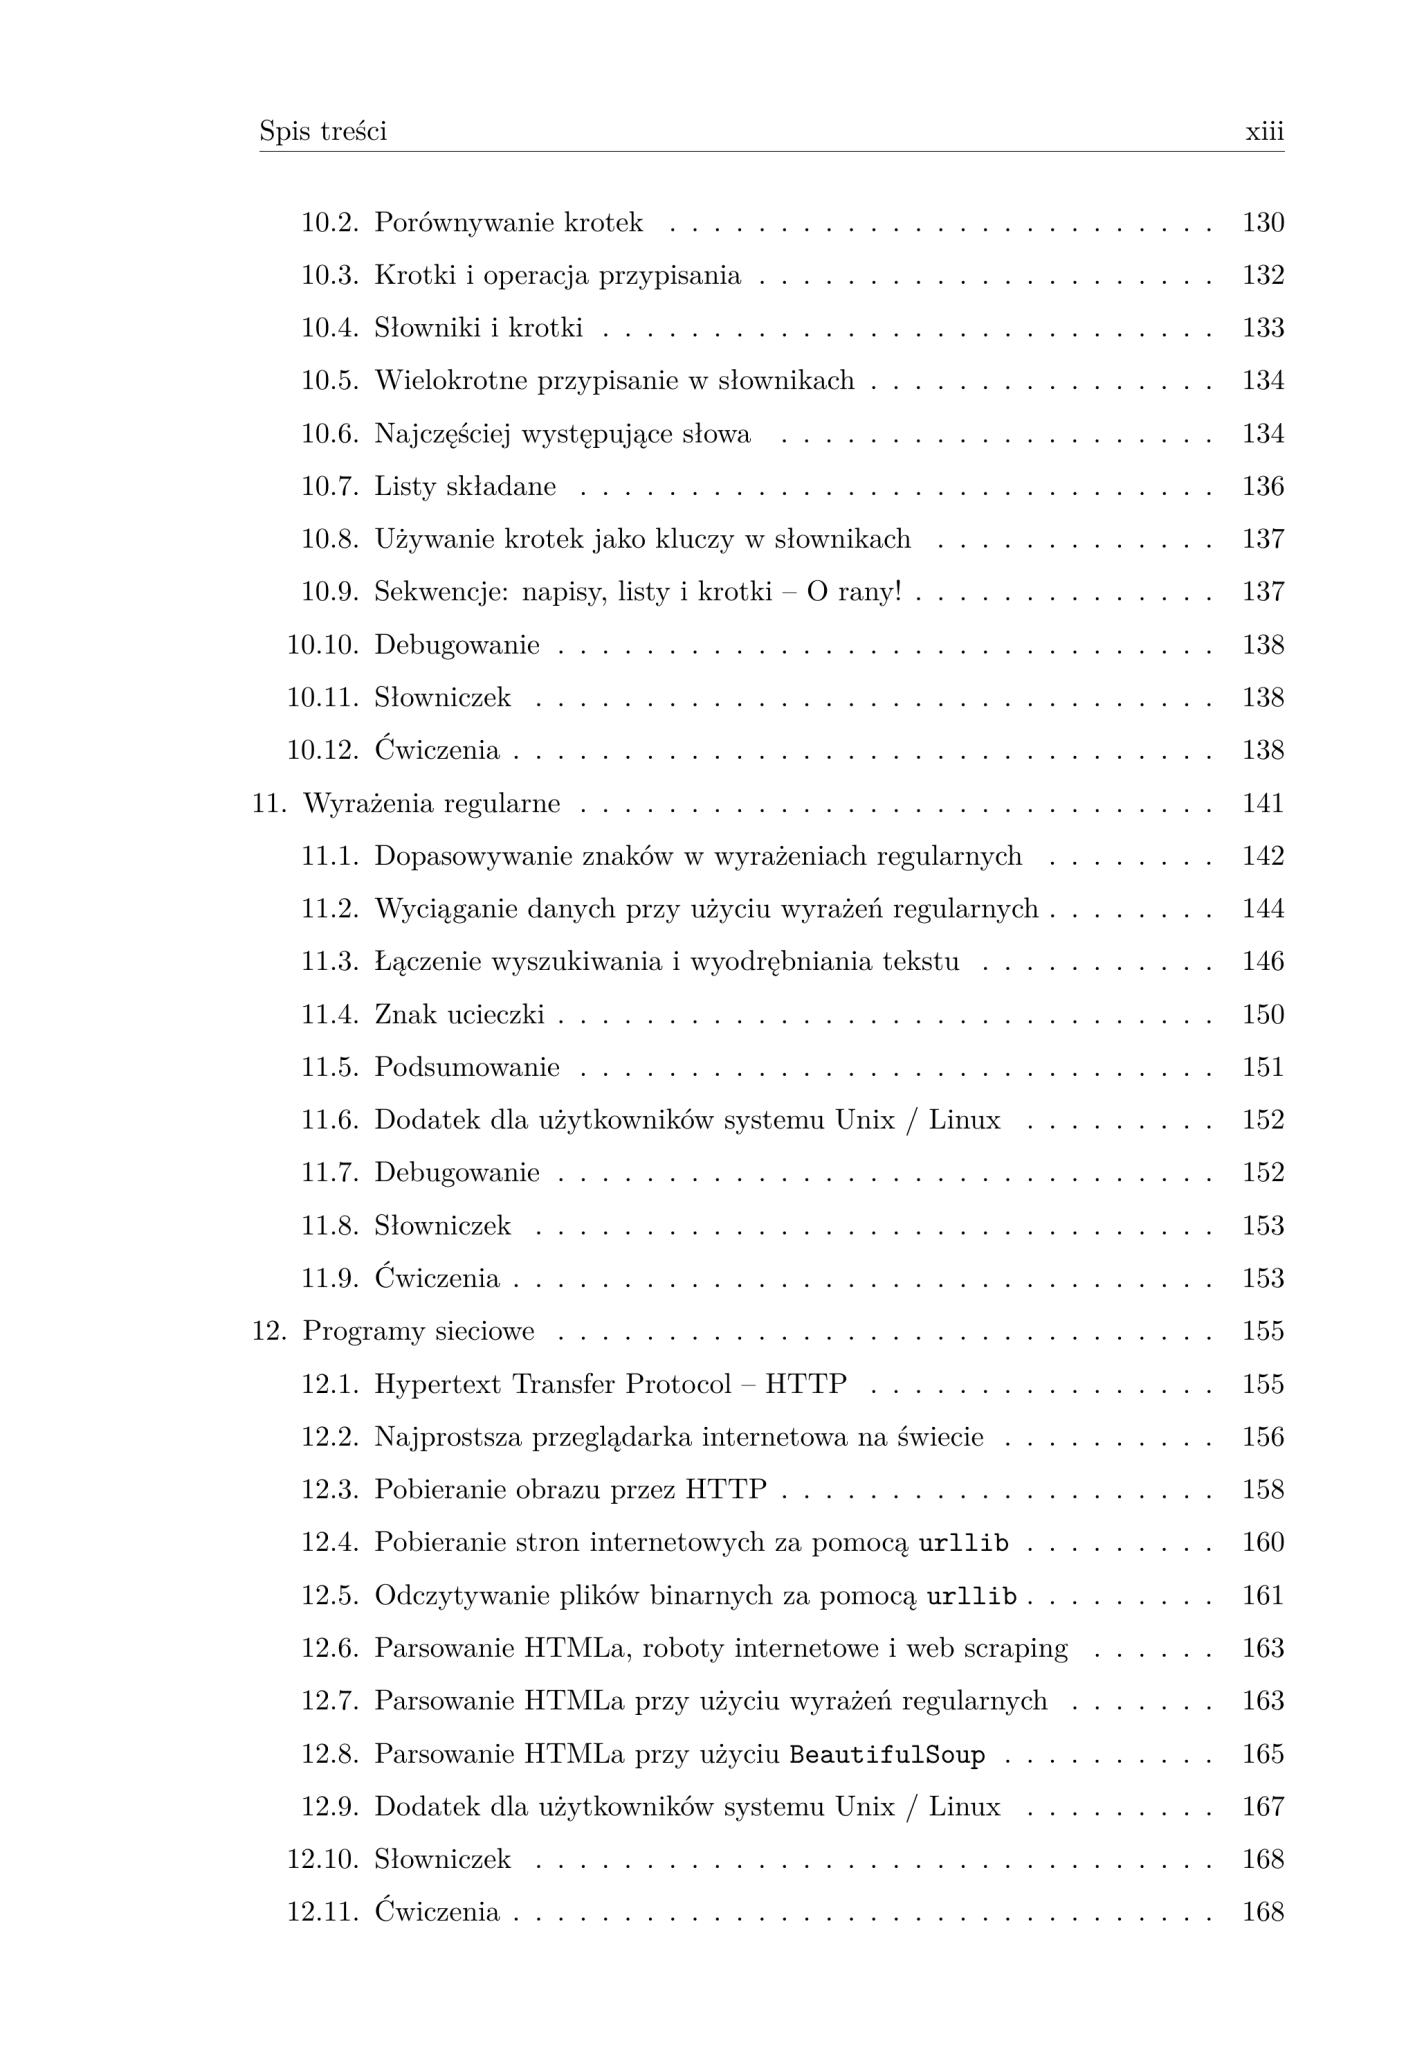 Spis treści xiii
10.2. Porównywanie krotek . . . . . . . . . . . . . . . . . . . . . . . . . 130
10.3. Krotki i operacja przypisania . . . . . . . . . . . . . . . . . . . . . 132
10.4. Słowniki i krotki . . . . . . . . . . . . . . . . . . . . . . . . . . . . 133
10.5. Wielokrotne przypisanie w słownikach . . . . . . . . . . . . . . . . 134
10.6. Najczęściej występujące słowa . . . . . . . . . . . . . . . . . . . . 134
10.7. Listy składane . . . . . . . . . . . . . . . . . . . . . . . . . . . . . 136
10.8. Używanie krotek jako kluczy w słownikach . . . . . . . . . . . . . 137
10.9. Sekwencje: napisy, listy i krotki – O rany! . . . . . . . . . . . . . . 137
10.10. Debugowanie . . . . . . . . . . . . . . . . . . . . . . . . . . . . . . 138
10.11. Słowniczek . . . . . . . . . . . . . . . . . . . . . . . . . . . . . . . 138
10.12. Ćwiczenia . . . . . . . . . . . . . . . . . . . . . . . . . . . . . . . . 138
11. Wyrażenia regularne . . . . . . . . . . . . . . . . . . . . . . . . . . . . . 141
11.1. Dopasowywanie znaków w wyrażeniach regularnych . . . . . . . . 142
11.2. Wyciąganie danych przy użyciu wyrażeń regularnych . . . . . . . . 144
11.3. Łączenie wyszukiwania i wyodrębniania tekstu . . . . . . . . . . . 146
11.4. Znak ucieczki . . . . . . . . . . . . . . . . . . . . . . . . . . . . . . 150
11.5. Podsumowanie . . . . . . . . . . . . . . . . . . . . . . . . . . . . . 151
11.6. Dodatek dla użytkowników systemu Unix / Linux . . . . . . . . . 152
11.7. Debugowanie . . . . . . . . . . . . . . . . . . . . . . . . . . . . . . 152
11.8. Słowniczek . . . . . . . . . . . . . . . . . . . . . . . . . . . . . . . 153
11.9. Ćwiczenia . . . . . . . . . . . . . . . . . . . . . . . . . . . . . . . . 153
12. Programy sieciowe . . . . . . . . . . . . . . . . . . . . . . . . . . . . . . 155
12.1. Hypertext Transfer Protocol – HTTP . . . . . . . . . . . . . . . . 155
12.2. Najprostsza przeglądarka internetowa na świecie . . . . . . . . . . 156
12.3. Pobieranie obrazu przez HTTP . . . . . . . . . . . . . . . . . . . . 158
12.4. Pobieranie stron internetowych za pomocą urllib . . . . . . . . . 160
12.5. Odczytywanie plików binarnych za pomocą urllib . . . . . . . . . 161
12.6. Parsowanie HTMLa, roboty internetowe i web scraping . . . . . . 163
12.7. Parsowanie HTMLa przy użyciu wyrażeń regularnych . . . . . . . 163
12.8. Parsowanie HTMLa przy użyciu BeautifulSoup . . . . . . . . . . 165
12.9. Dodatek dla użytkowników systemu Unix / Linux . . . . . . . . . 167
12.10. Słowniczek . . . . . . . . . . . . . . . . . . . . . . . . . . . . . . . 168
12.11. Ćwiczenia . . . . . . . . . . . . . . . . . . . . . . . . . . . . . . . . 168